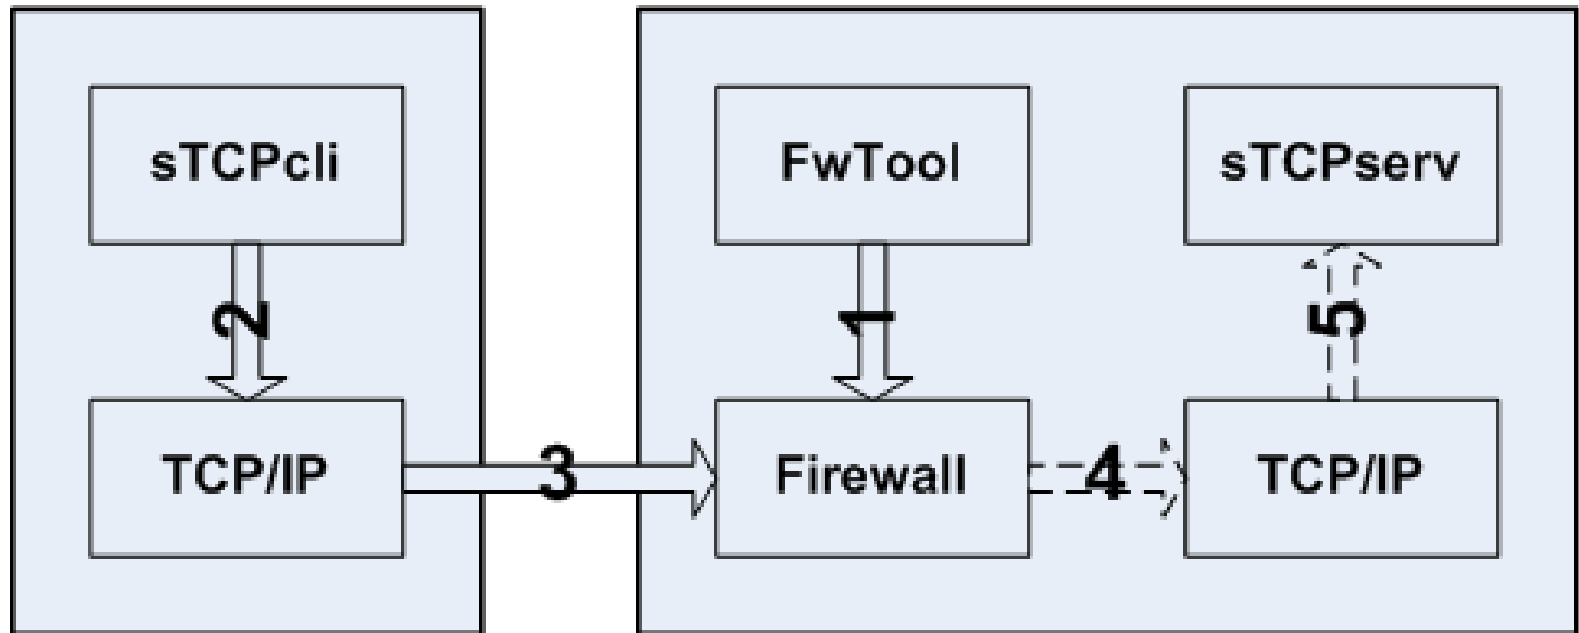 sTCPcli
FwTool
sTCPserv
2
1
5
TCP/IP
3
Firewall
4
TCP/IP